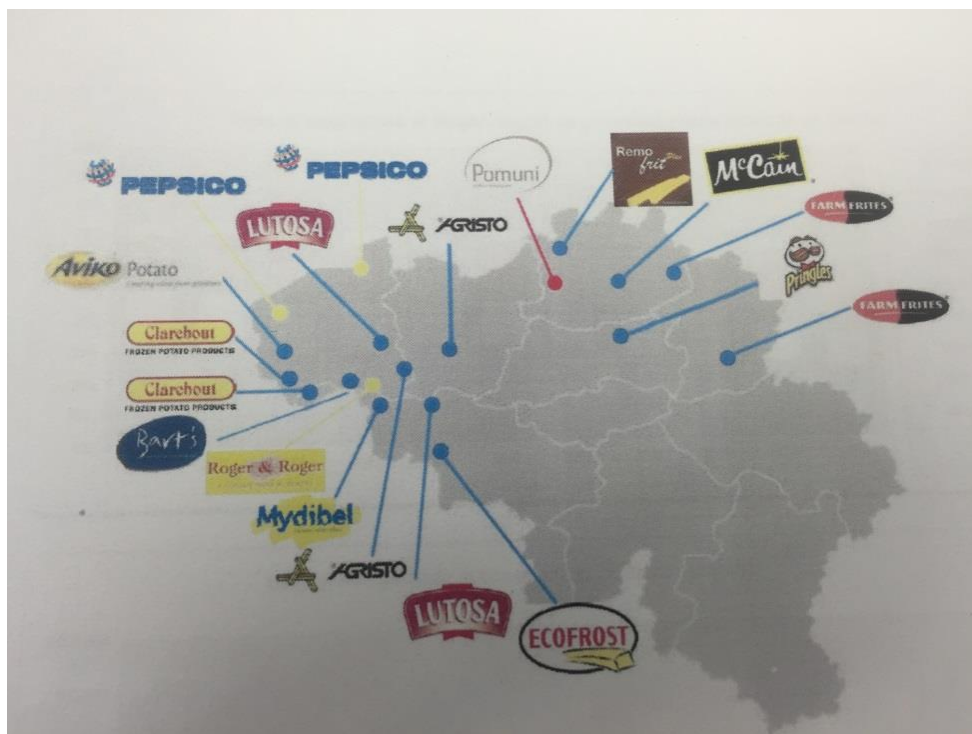 PEPSICO
PEPSICO
Pomuni
Remo
frit
McCain
FARM FRITES
LUTOSA
AGRISTO
Aviko Potato
Pringles
FARM FRITES
Clarebout
FROZEN POTATO PRODUCTS
Clarebout
FROZEN POTATO PRODUCTS
Bart's
Roger & Roger
Mydibel
AGRISTO
LUTOSA
ECOFROST